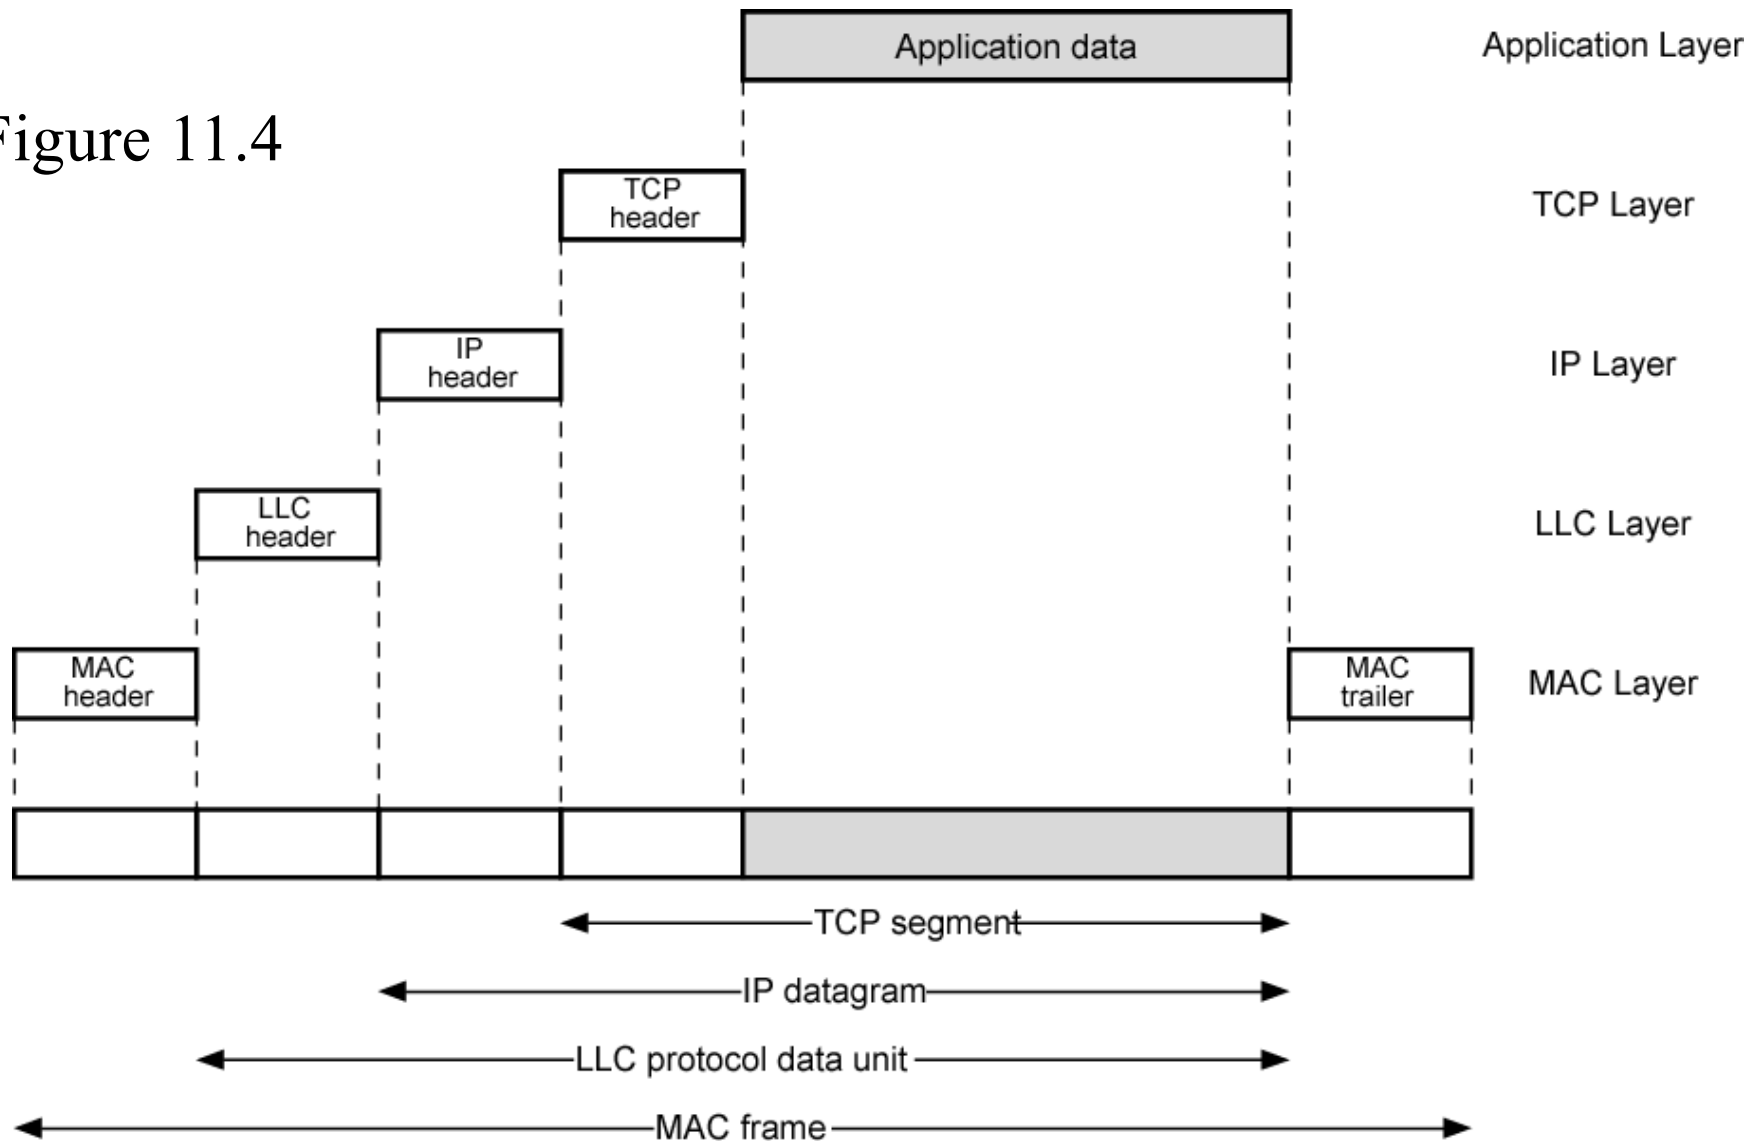 Application data
Application Layer
Figure 11.4
TCP
header
TCP Layer
IP
header
IP Layer
LLC
header
LLC Layer
MAC
header
MAC
trailer
MAC Layer
TCP segment
IP datagram
LLC protocol data unit
MAC frame